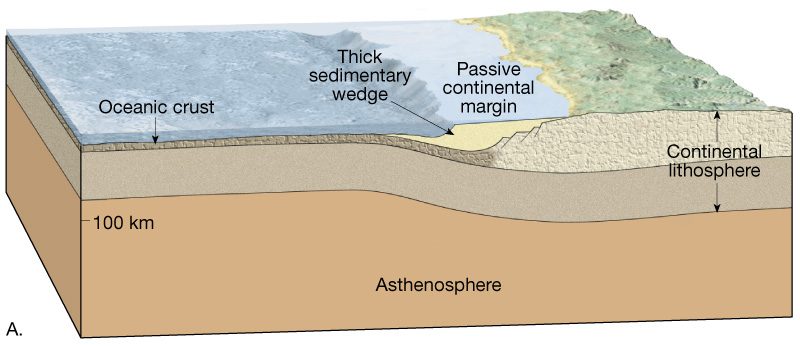 Thick
sedimentary
wedge
Passive
continental
margin
Oceanic crust
Continental
lithosphere
100 km
Asthenosphere
A.